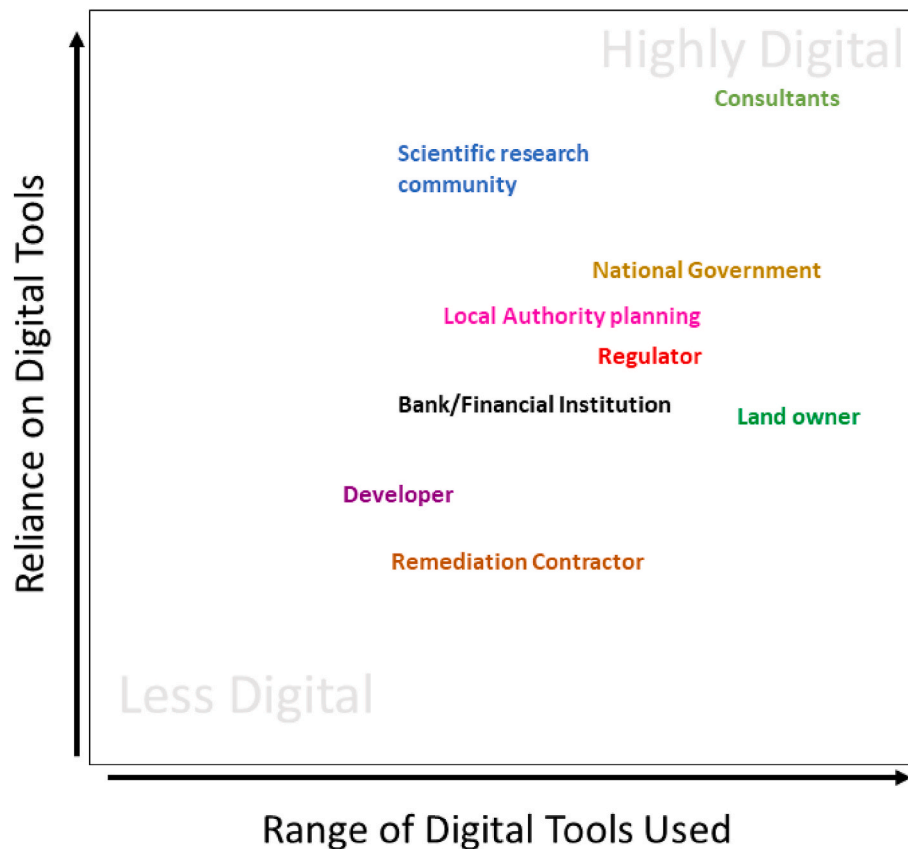 Highly Digital
Consultants
Scientific research
community
National Government
Local Authority planning
Regulator
Bank/Financial Institution
Land owner
Developer
Remediation Contractor
Less Digital
Reliance on Digital Tools
Range of Digital Tools Used